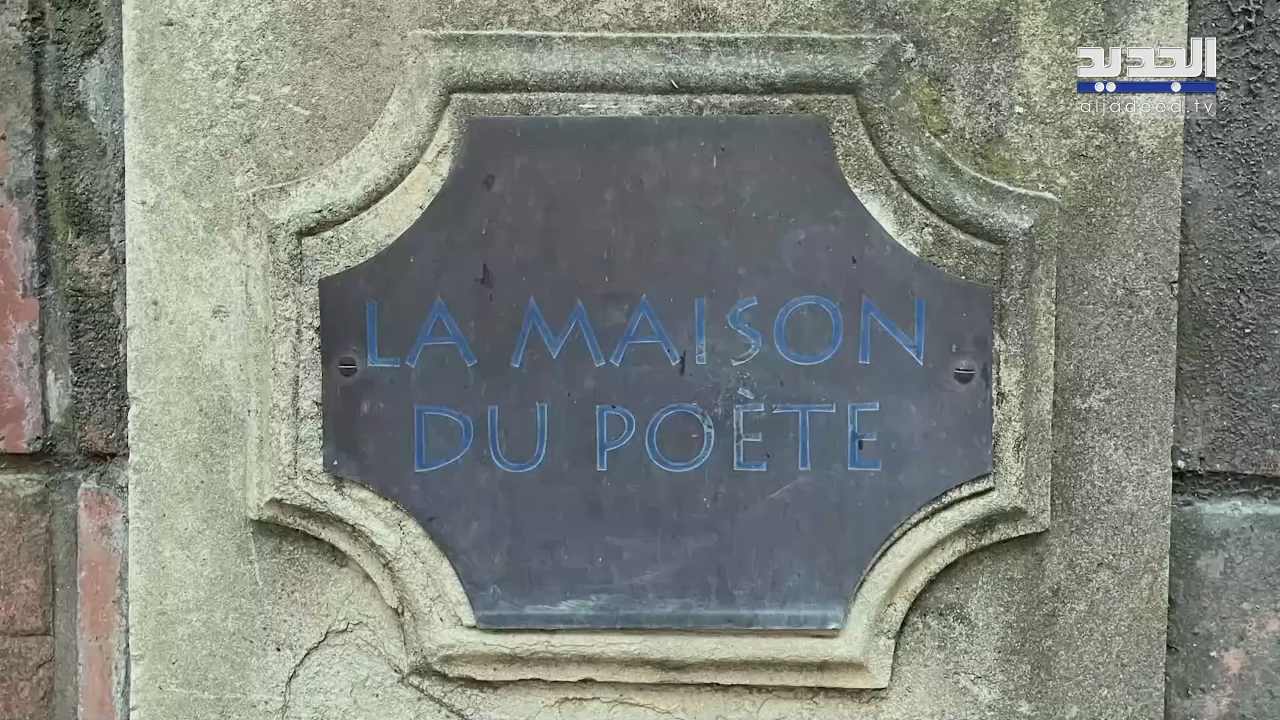 الجديد
aljadeed.tv
LA MAISON
DU POÈTE